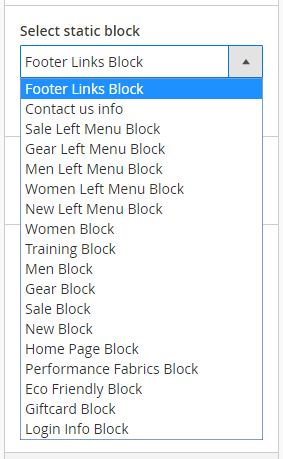 Select static block
Footer Links Block
Footer Links Block
Contact us info
Sale Left Menu Block
Gear Left Menu Block
Men Left Menu Block
Women Left Menu Block
New Left Menu Block
Women Block
Training Block
Men Block
Gear Block
Sale Block
New Block
Home Page Block
Performance Fabrics Block
Eco Friendly Block
Giftcard Block
Login Info Block